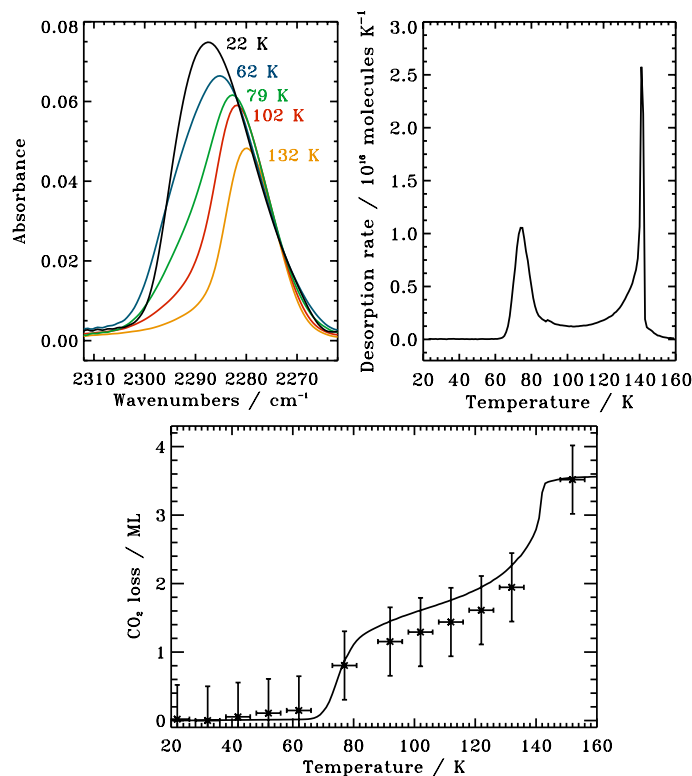 0.08
0.06
0.04
0.02
0.00
Absorbance
22 K
62 K
79 K
102 K
132 K
2310 2300 2290 2280 2270
Wavenumbers / cm⁻¹
3.0
2.5
2.0
1.5
1.0
0.5
0.0
Desorption rate / 10¹⁶ molecules K⁻¹
20 40 60 80 100 120 140 160
Temperature / K
4
3
2
1
0
CO₂ loss / ML
20 40 60 80 100 120 140 160
Temperature / K